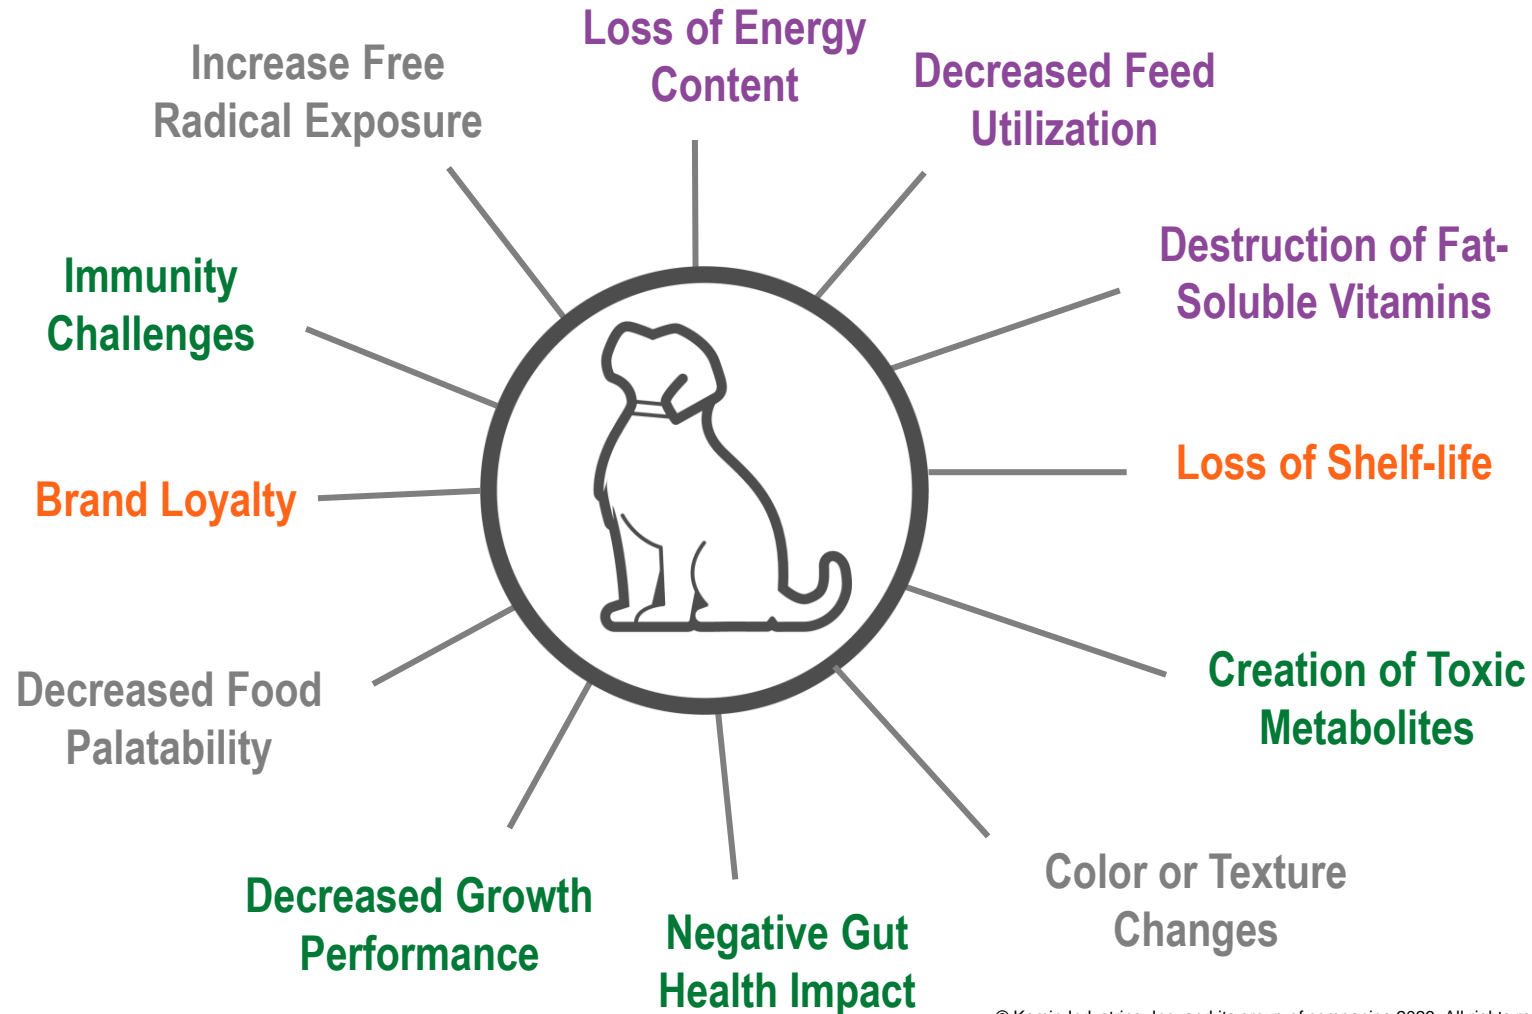 Loss of Energy
Content
Increase Free
Radical Exposure
Decreased Feed
Utilization
Destruction of Fat-
Soluble Vitamins
Immunity
Challenges
Loss of Shelf-life
Brand Loyalty
Creation of Toxic
Metabolites
Decreased Food
Palatability
Color or Texture
Changes
Decreased Growth
Performance
Negative Gut
Health Impact